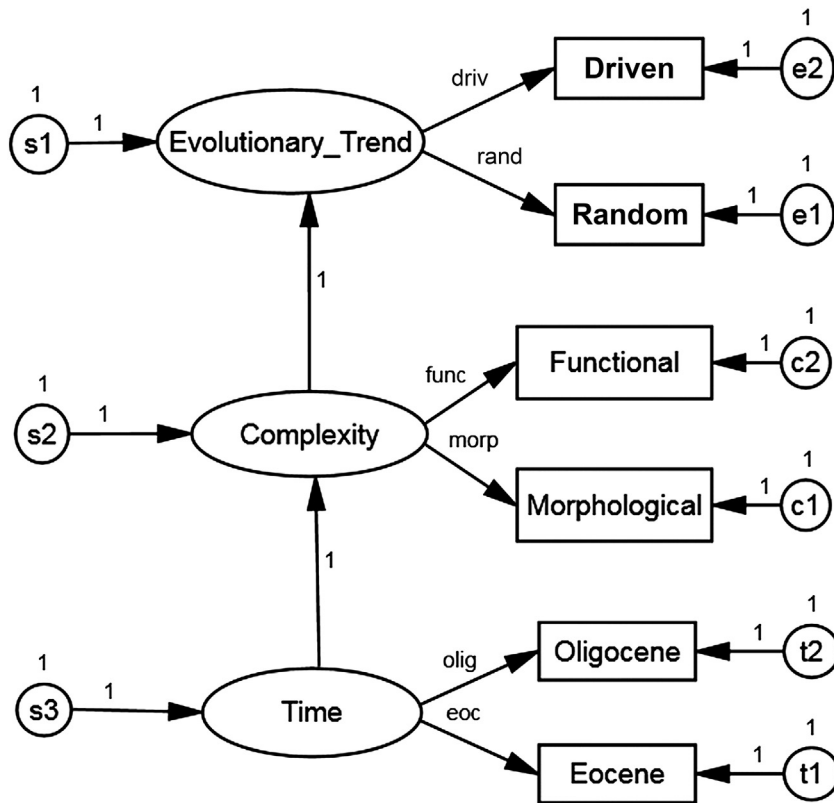 1
1
driv
Driven
1
e2
1
s1
1
Evolutionary_Trend
rand
1
Random
1
e1
1
1
func
Functional
1
c2
1
s2
1
Complexity
morp
1
Morphological
1
c1
1
1
olig
Oligocene
1
t2
1
s3
1
Time
eoc
1
Eocene
1
t1